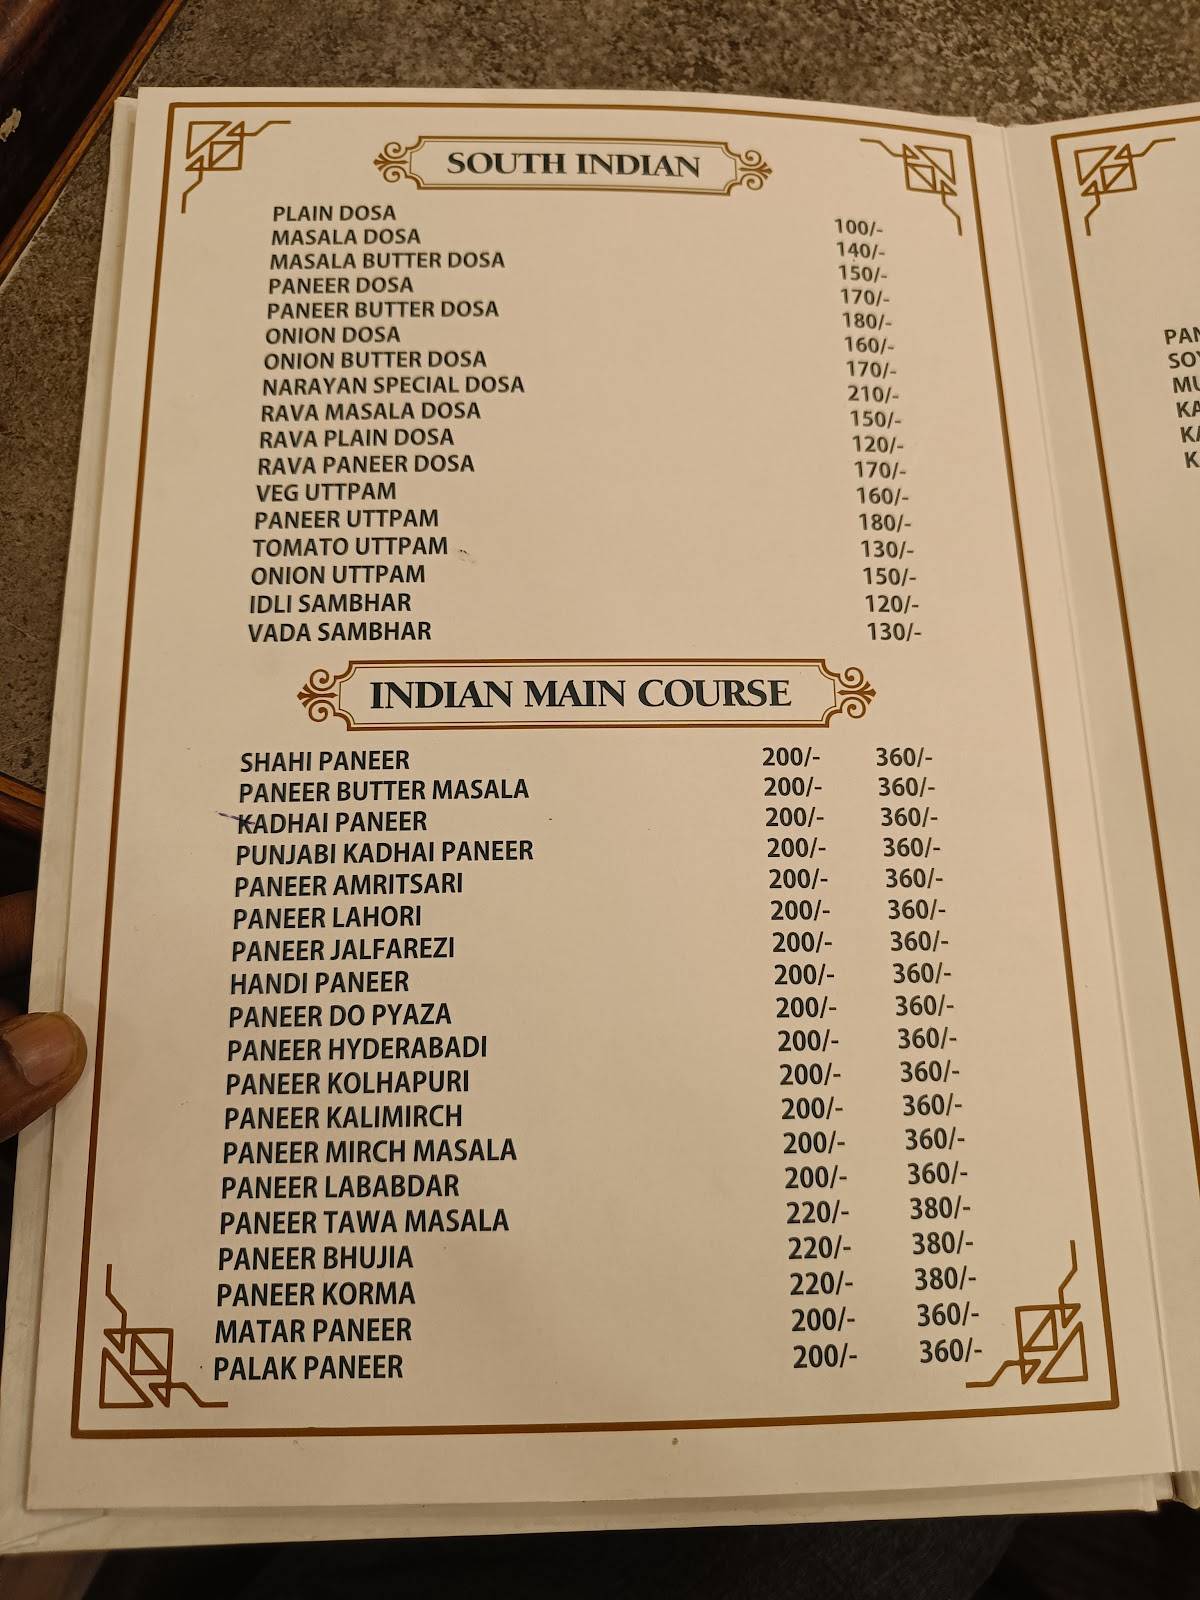 SOUTH INDIAN
PLAIN DOSA 100/-
MASALA DOSA 140/-
MASALA BUTTER DOSA 150/-
PANEER DOSA 170/-
PANEER BUTTER DOSA 180/-
ONION DOSA 160/-
ONION BUTTER DOSA 170/-
NARAYAN SPECIAL DOSA 210/-
RAVA MASALA DOSA 150/-
RAVA PLAIN DOSA 120/-
RAVA PANEER DOSA 170/-
VEG UTTPAM 160/-
PANEER UTTPAM 180/-
TOMATO UTTPAM 130/-
ONION UTTPAM 150/-
IDLI SAMBHAR 120/-
VADA SAMBHAR 130/-
INDIAN MAIN COURSE
SHAHI PANEER 200/- 360/-
PANEER BUTTER MASALA 200/- 360/-
KADHAI PANEER 200/- 360/-
PUNJABI KADHAI PANEER 200/- 360/-
PANEER AMRITSARI 200/- 360/-
PANEER LAHORI 200/- 360/-
PANEER JALFAREZI 200/- 360/-
HANDI PANEER 200/- 360/-
PANEER DO PYAZA 200/- 360/-
PANEER HYDERABADI 200/- 360/-
PANEER KOLHAPURI 200/- 360/-
PANEER KALIMIRCH 200/- 360/-
PANEER MIRCH MASALA 200/- 360/-
PANEER LABABDAR 200/- 360/-
PANEER TAWA MASALA 220/- 380/-
PANEER BHUJIA 220/- 380/-
PANEER KORMA 220/- 380/-
MATAR PANEER 200/- 360/-
PALAK PANEER 200/- 360/-